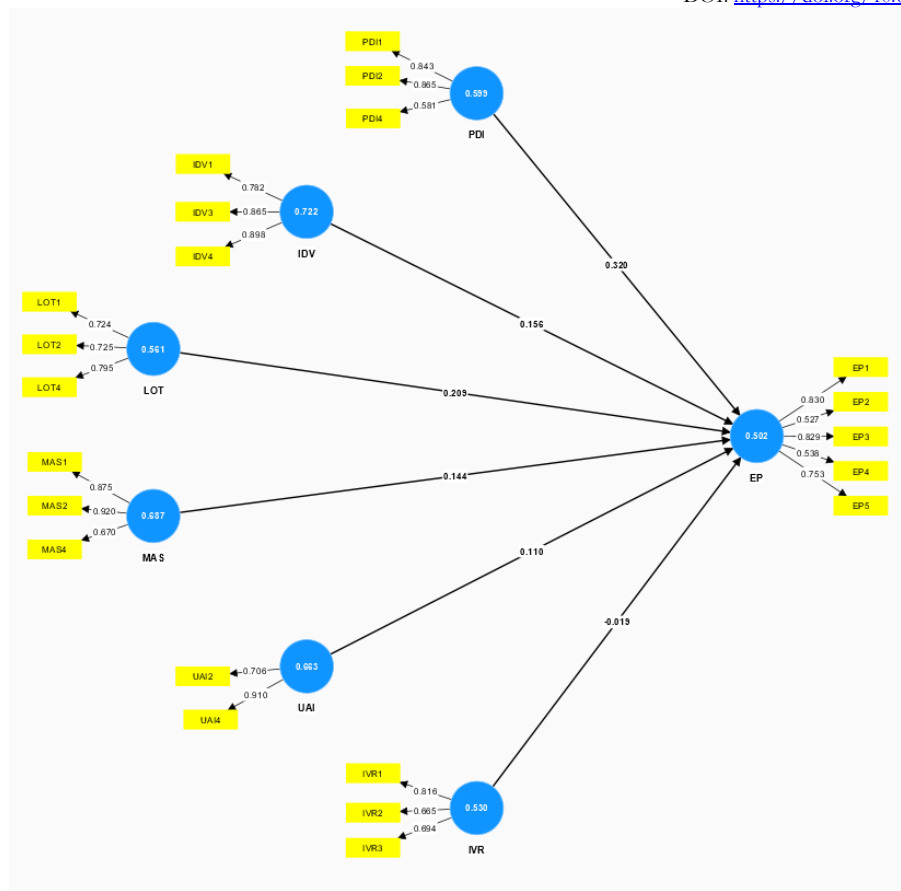 PDI1
0.843
PDI2
0.865
0.599
0.581
PDI4
PDI
IDV1
0.782
IDV3
0.865
0.722
0.898
IDV4
IDV
0.320
LOT1
0.724
LOT2
0.725
0.561
0.795
LOT4
LOT
0.156
0.209
EP1
0.830
EP2
0.527
0.502
0.829
EP3
0.538
EP4
0.753
EP
EP5
MAS1
0.875
MAS2
0.920
0.687
0.670
MAS4
MAS
0.144
0.110
-0.019
UAI2
0.706
0.663
0.910
UAI4
UAI
IVR1
0.816
IVR2
0.665
0.530
0.694
IVR3
IVR